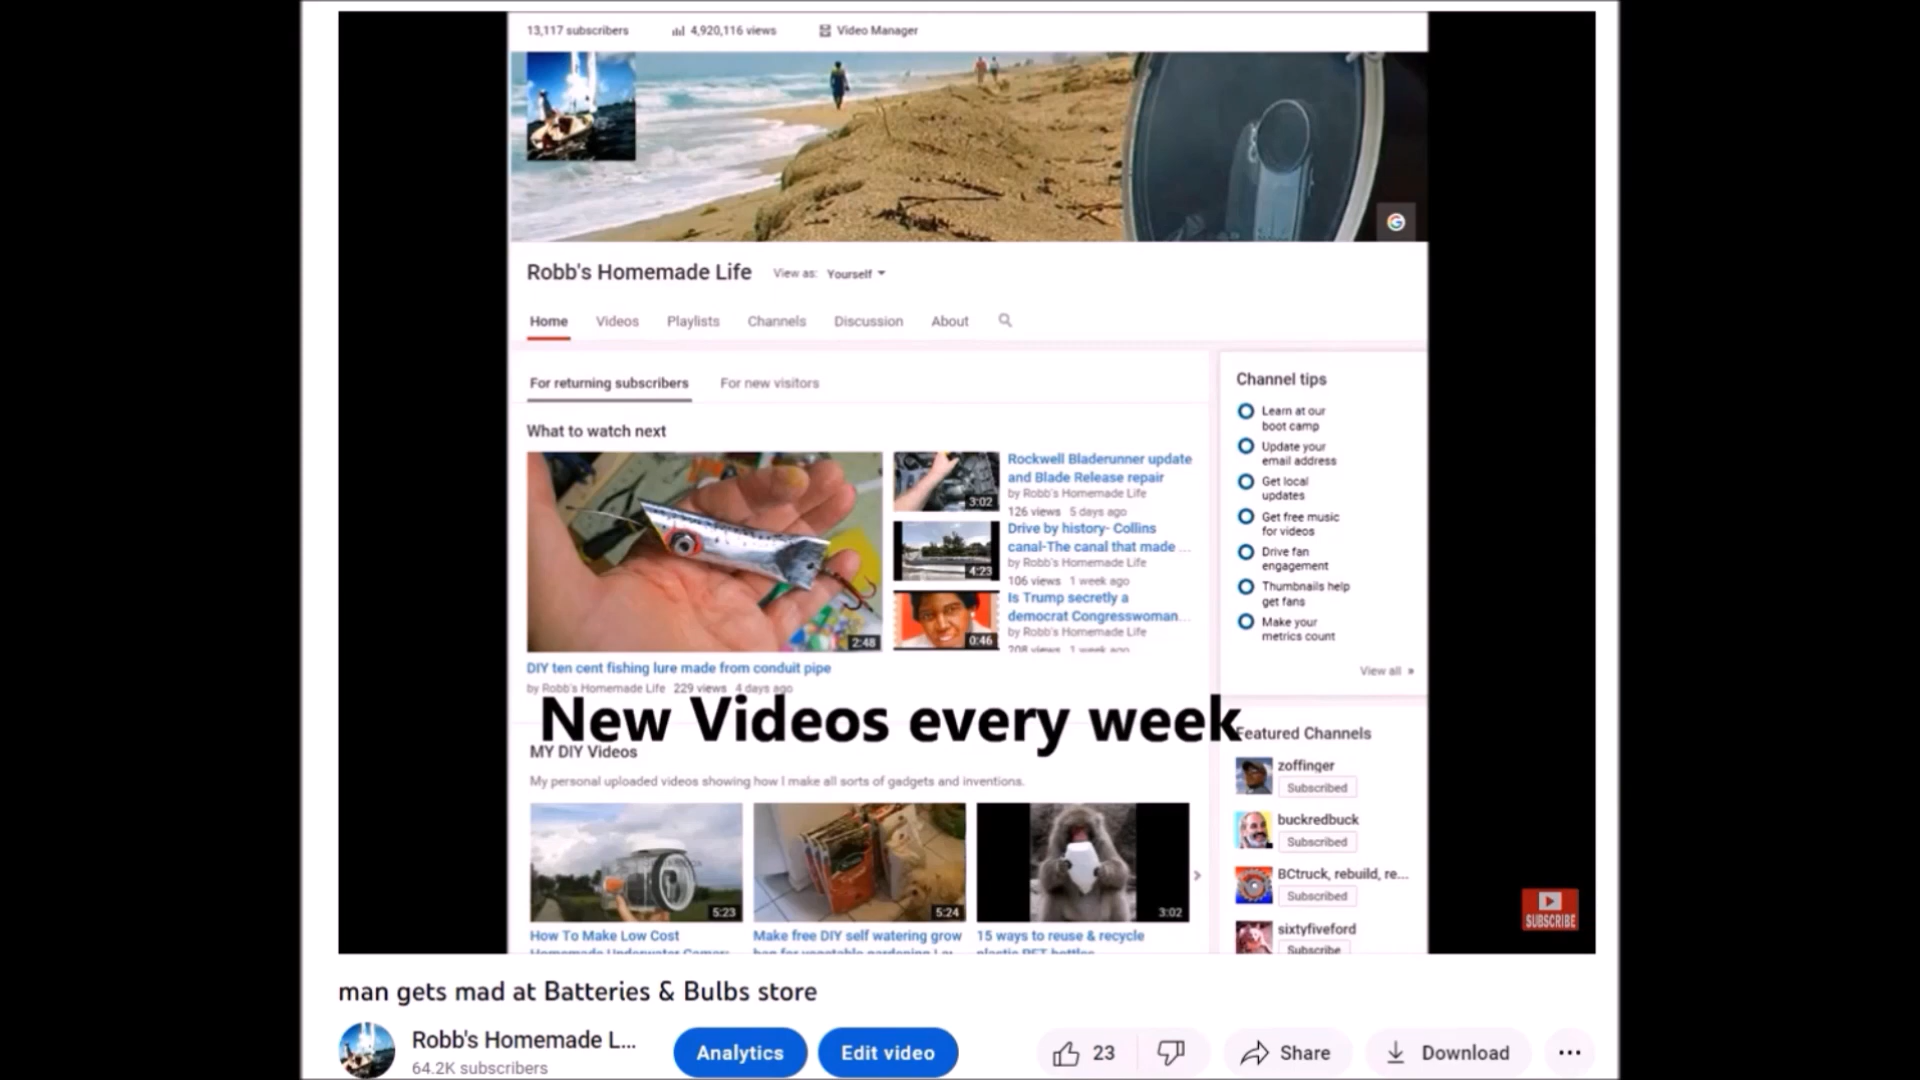 13,117 subscribers 4,920,116 views Video Manager
Robb's Homemade Life View as: Yourself
Home Videos Playlists Channels Discussion About
For returning subscribers For new visitors
What to watch next
3:02
Rockwell Bladerunner update
and Blade Release repair
by Robb's Homemade Life
126 views 5 days ago
4:23
Drive by history- Collins
canal-The canal that made ...
by Robb's Homemade Life
106 views 1 week ago
0:46
Is Trump secretly a
democrat Congresswoman...
by Robb's Homemade Life
208 views 1 week ago
2:48
DIY ten cent fishing lure made from conduit pipe
by Robb's Homemade Life 229 views 4 days ago
New Videos every week
MY DIY Videos
My personal uploaded videos showing how I make all sorts of gadgets and inventions.
5:23
5:24
3:02
How To Make Low Cost
Make free DIY self watering grow
15 ways to reuse & recycle
plastic PET bottles
Channel tips
Learn at our
boot camp
Update your
email address
Get local
updates
Get free music
for videos
Drive fan
engagement
Thumbnails help
get fans
Make your
metrics count
View all »
Featured Channels
zoffinger
Subscribed
buckredbuck
Subscribed
BCtruck, rebuild, re...
Subscribed
sixtyfiveford
Subscribe
SUBSCRIBE
man gets mad at Batteries & Bulbs store
Robb's Homemade L...
64.2K subscribers
Analytics Edit video 23 Share Download